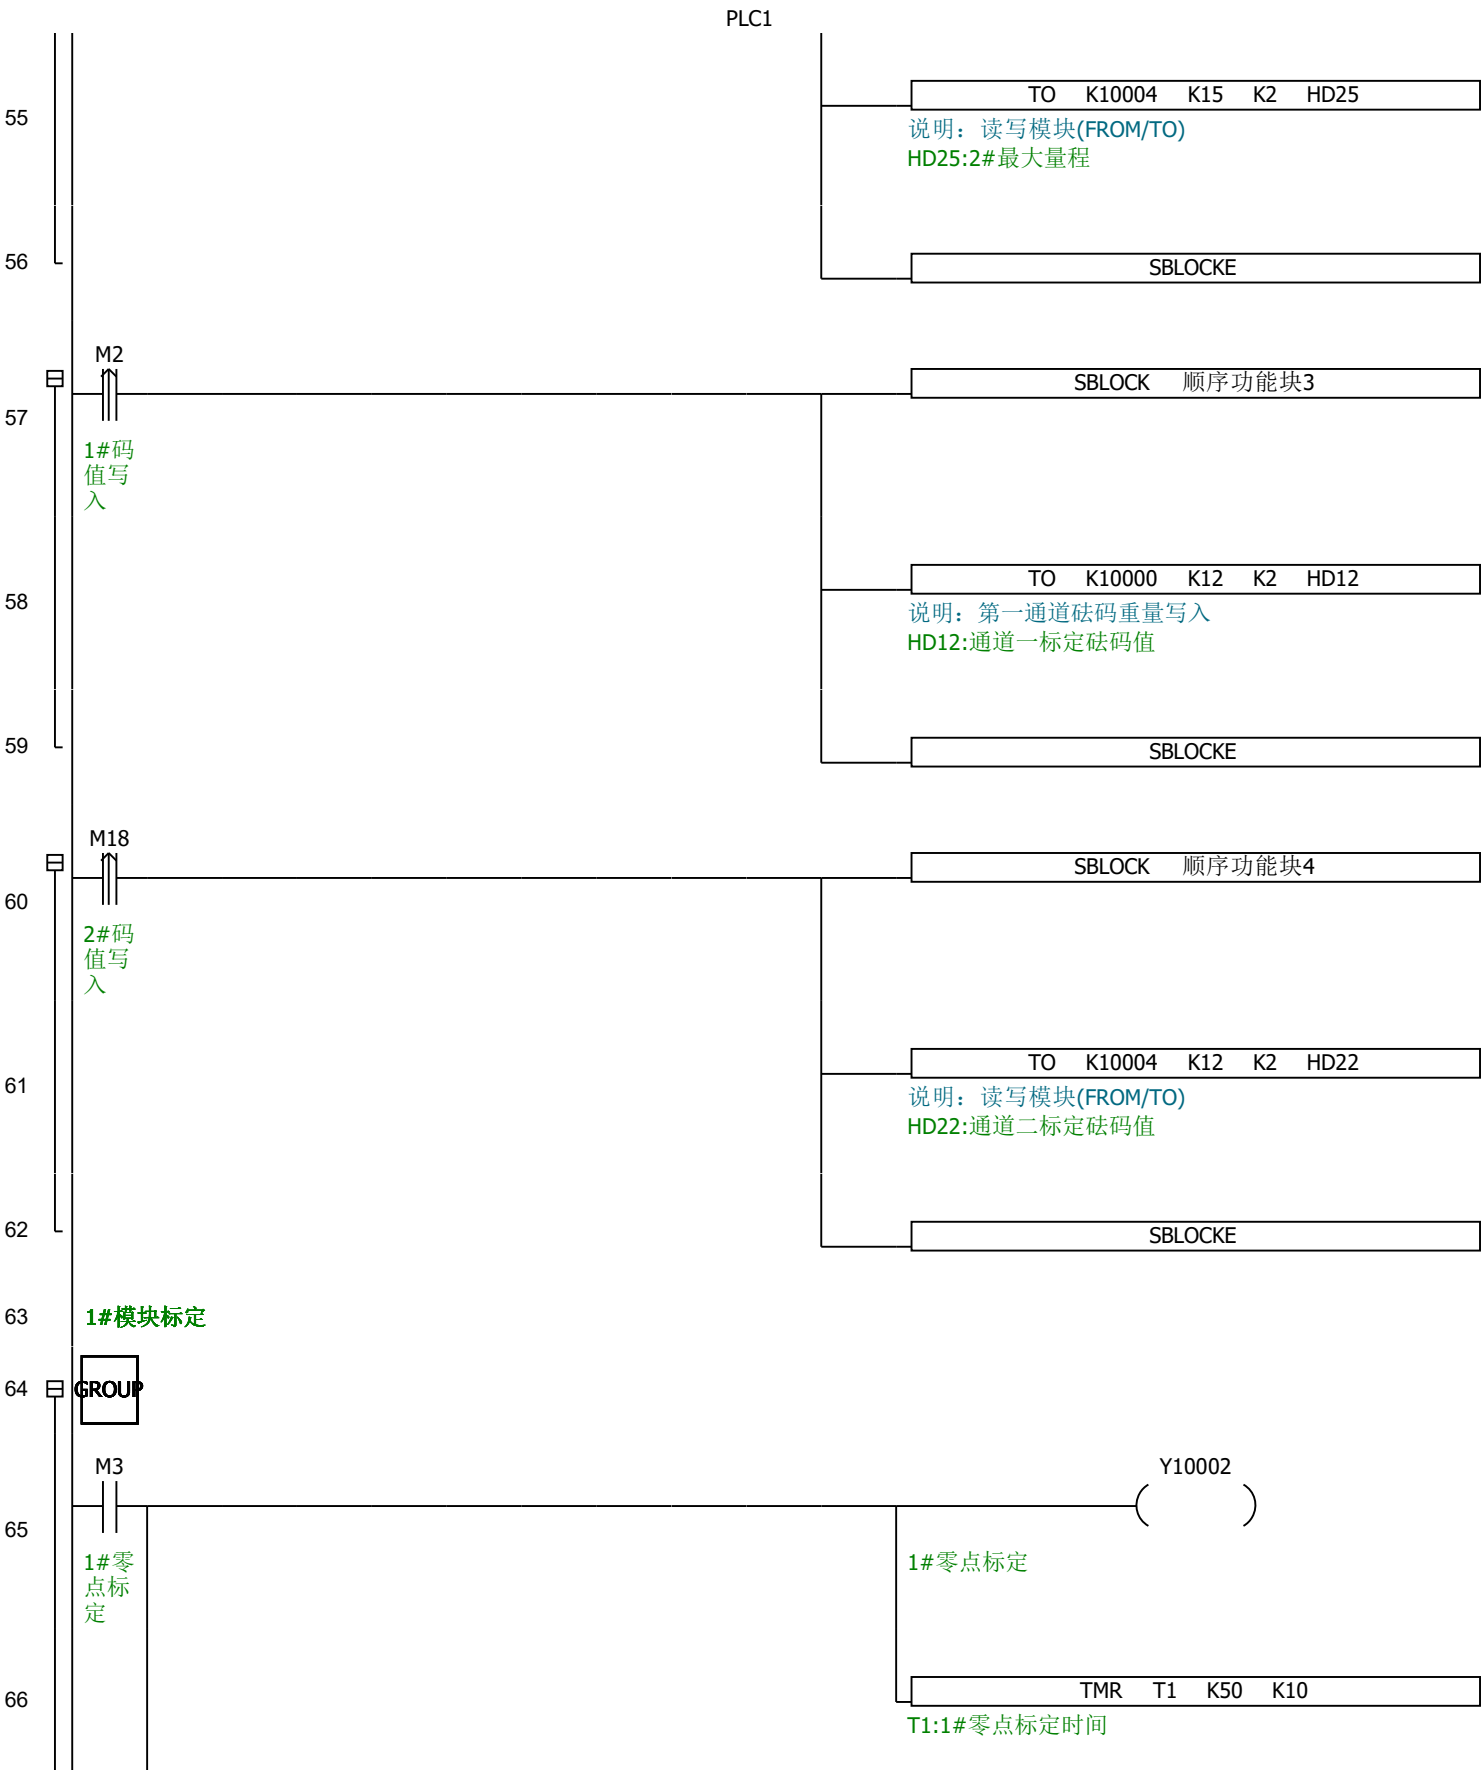 PLC1
55
TO K10004 K15 K2 HD25
说明：读写模块(FROM/TO)
HD25:2#最大量程
56
SBLOCKE
M2
SBLOCK 顺序功能块3
57
1#码
值写
入
TO K10000 K12 K2 HD12
58
说明：第一通道砝码重量写入
HD12:通道一标定砝码值
59
SBLOCKE
M18
SBLOCK 顺序功能块4
60
2#码
值写
入
TO K10004 K12 K2 HD22
61
说明：读写模块(FROM/TO)
HD22:通道二标定砝码值
62
SBLOCKE
63
1#模块标定
64
GROUP
M3
Y10002
65
1#零
点标
定
1#零点标定
66
TMR T1 K50 K10
T1:1#零点标定时间